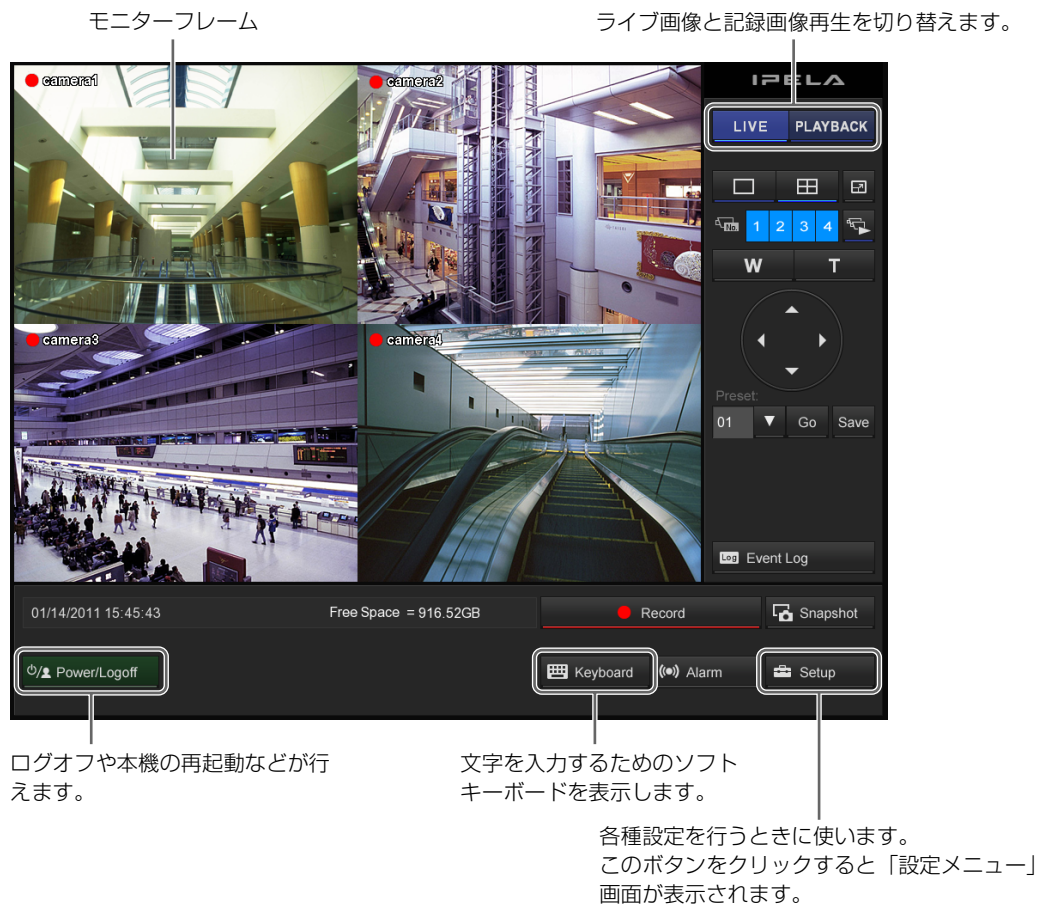 モニターフレーム
ライブ画像と記録画像再生を切り替えます。
camera1
camera2
IPELA
LIVE PLAYBACK
No.
1 2 3 4
W T
camera3
camera4
Preset:
01 ▼ Go Save
Log Event Log
01/14/2011 15:45:43
Free Space = 916.52GB
Record
Snapshot
Power/Logoff
Keyboard
Alarm
Setup
ログオフや本機の再起動などが行
えます。
文字を入力するためのソフト
キーボードを表示します。
各種設定を行うときに使います。
このボタンをクリックすると「設定メニュー」
画面が表示されます。